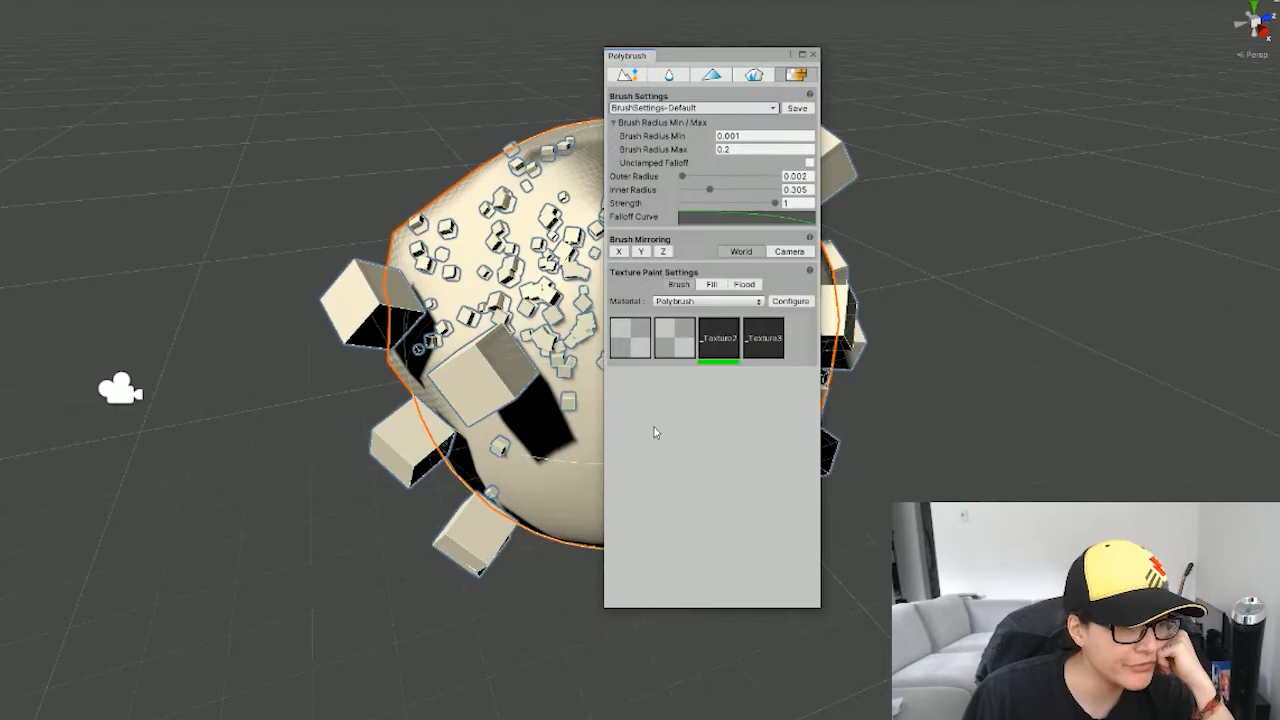 Persp
Polybrush
Brush Settings
BrushSettings-Default Save
Brush Radius Min / Max
Brush Radius Min 0.001
Brush Radius Max 0.2
Unclamped Falloff
Outer Radius 0.002
Inner Radius 0.305
Strength 1
Falloff Curve
Brush Mirroring
X Y Z World Camera
Texture Paint Settings
Brush Fill Flood
Material : Polybrush Configure
_Texture2 _Texture3